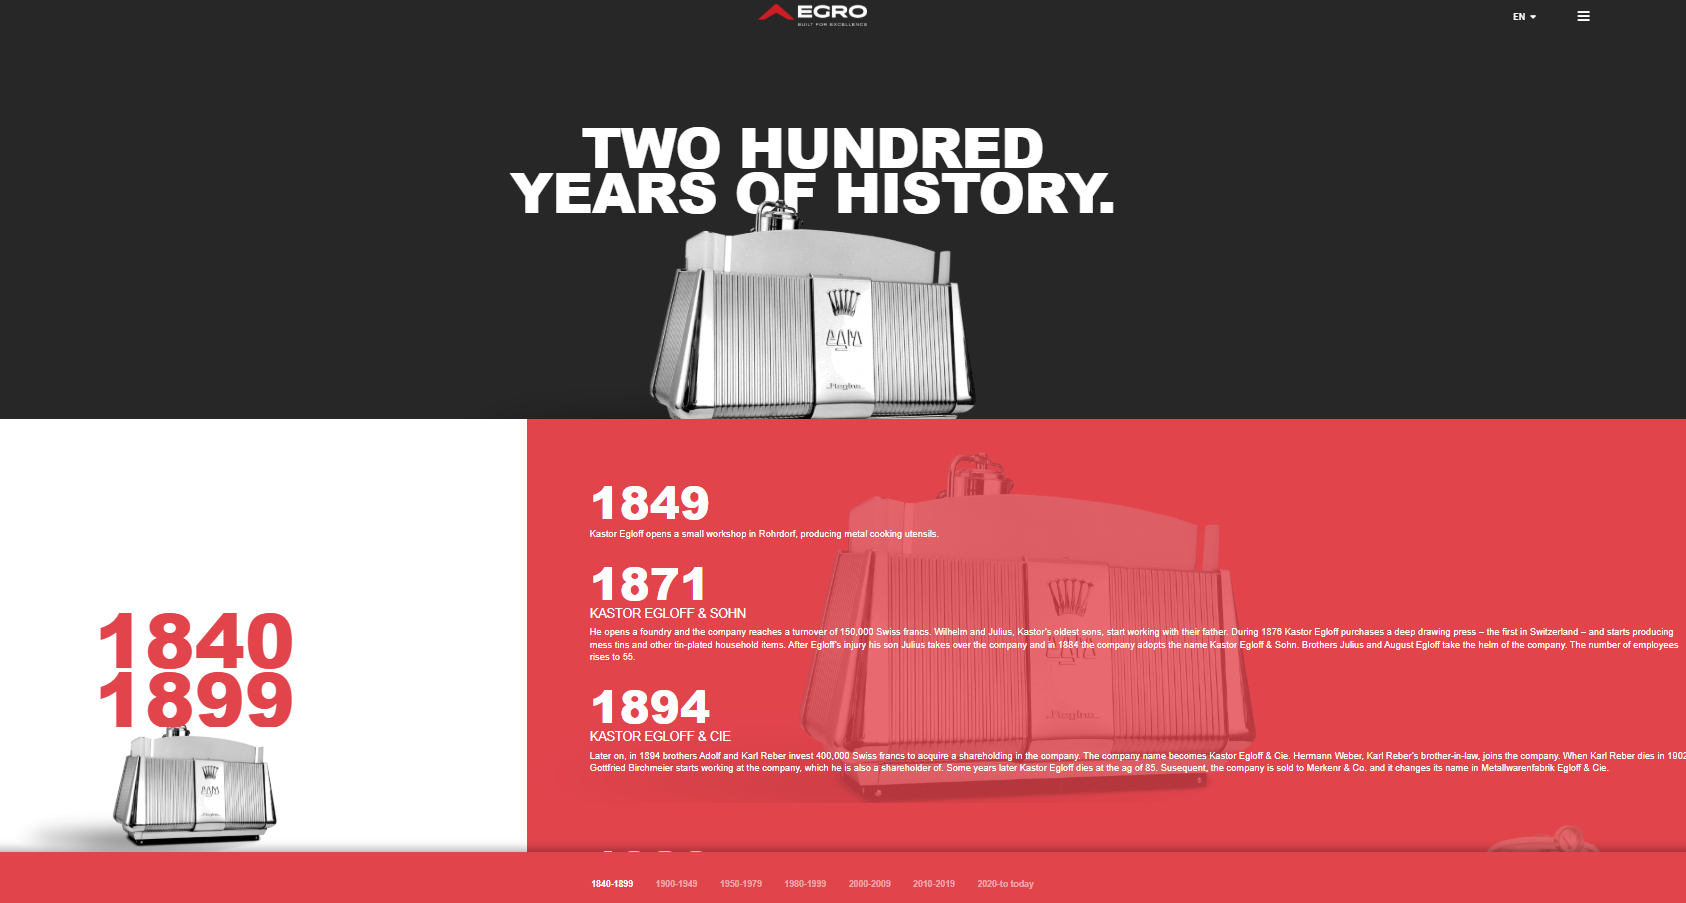 EGRO
BUILT FOR EXCELLENCE
EN
TWO HUNDRED
YEARS OF HISTORY.
Regina
1840
1899
1849
Kastor Egloff opens a small workshop in Rohrdorf, producing metal cooking utensils.
1871
KASTOR EGLOFF & SOHN
He opens a foundry and the company reaches a turnover of 150,000 Swiss francs. Wilhelm and Julius, Kastor's oldest sons, start working with their father. During 1876 Kastor Egloff purchases a deep drawing press – the first in Switzerland – and starts producing
mess tins and other tin-plated household items. After Egloff's injury his son Julius takes over the company and in 1884 the company adopts the name Kastor Egloff & Sohn. Brothers Julius and August Egloff take the helm of the company. The number of employees
rises to 55.
1894
KASTOR EGLOFF & CIE
Later on, in 1894 brothers Adolf and Karl Reber invest 400,000 Swiss francs to acquire a shareholding in the company. The company name becomes Kastor Egloff & Cie. Hermann Weber, Karl Reber's brother-in-law, joins the company. When Karl Reber dies in 1902
Gottfried Birchmeier starts working at the company, which he is also a shareholder of. Some years later Kastor Egloff dies at the ag of 85. Susequent, the company is sold to Merkenr & Co. and it changes its name in Metallwarenfabrik Egloff & Cie.
Regina
1840-1899
1900-1949
1950-1979
1980-1999
2000-2009
2010-2019
2020-to today